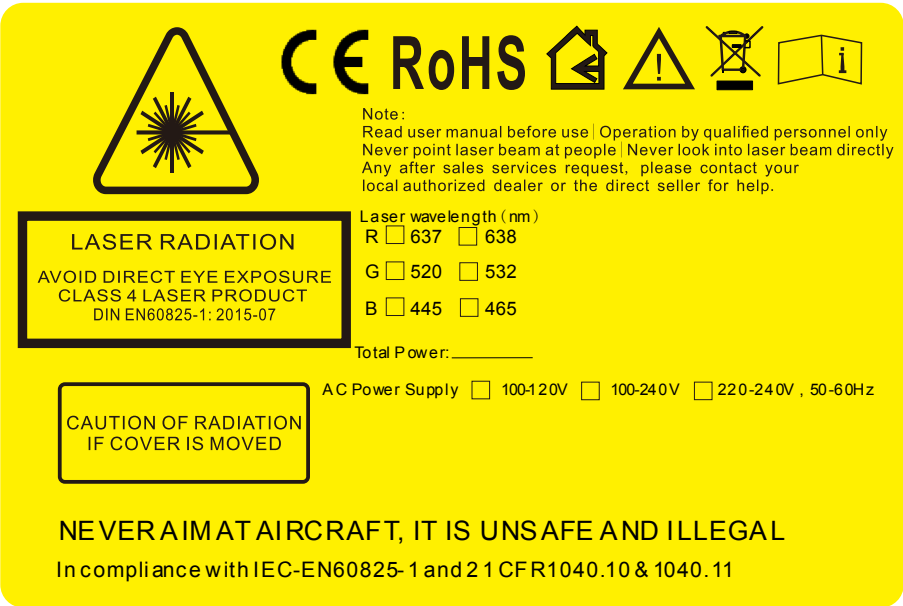 CE RoHS
!
i
Note:
Read user manual before use | Operation by qualified personnel only
Never point laser beam at people | Never look into laser beam directly
Any after sales services request, please contact your
local authorized dealer or the direct seller for help.
LASER RADIATION
AVOID DIRECT EYE EXPOSURE
CLASS 4 LASER PRODUCT
DIN EN60825-1: 2015-07
Laser wavelength (nm)
R □ 637 □ 638
G □ 520 □ 532
B □ 445 □ 465
Total Power:________
AC Power Supply □ 100-120V □ 100-240V □ 220-240V , 50-60Hz
CAUTION OF RADIATION
IF COVER IS MOVED
NEVER AIM AT AIRCRAFT, IT IS UNSAFE AND ILLEGAL
In compliance with IEC-EN60825-1 and 21 CFR1040.10 & 1040.11